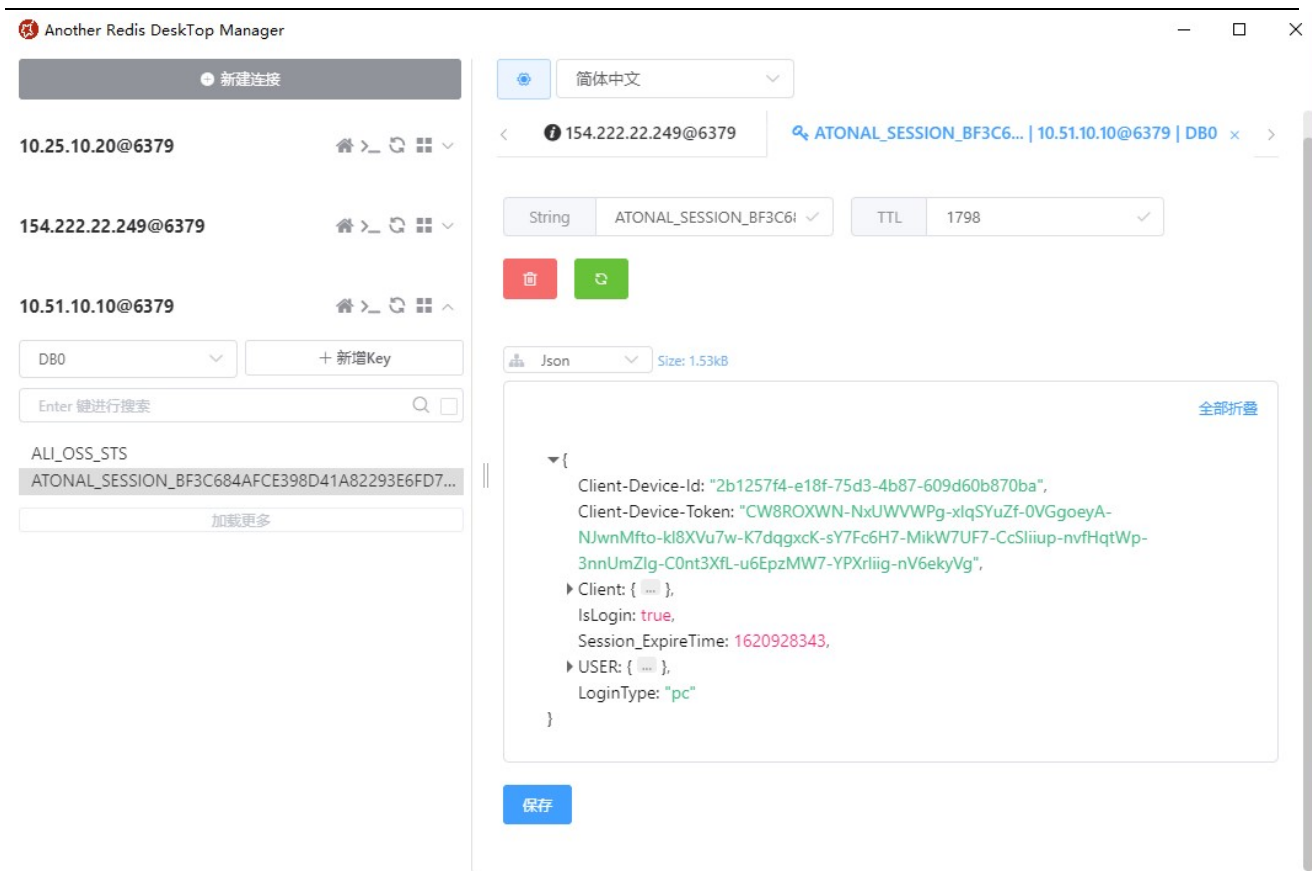 Another Redis DeskTop Manager
新建连接
简体中文
10.25.10.20@6379
154.222.22.249@6379
ATONAL_SESSION_BF3C6... | 10.51.10.10@6379 | DB0
154.222.22.249@6379
String
ATONAL_SESSION_BF3C68
TTL
1798
10.51.10.10@6379
DB0
新增Key
Json
Size: 1.53kB
Enter 键进行搜索
全部折叠
ALI_OSS_STS
ATONAL_SESSION_BF3C684AFCE398D41A82293E6FD7...
加载更多
{
Client-Device-Id: "2b1257f4-e18f-75d3-4b87-609d60b870ba",
Client-Device-Token: "CW8ROXWN-NxUWVWPg-xlqSYuZf-0VGgoeyA-
NJwnMfto-kl8XVu7w-K7dqgxcK-sY7Fc6H7-MikW7UF7-CcSliiup-nvfHqtWp-
3nnUmZlg-C0nt3XfL-u6EpzMW7-YPXrliig-nV6ekyVg",
Client: { ... },
IsLogin: true,
Session_ExpireTime: 1620928343,
USER: { ... },
LoginType: "pc"
}
保存